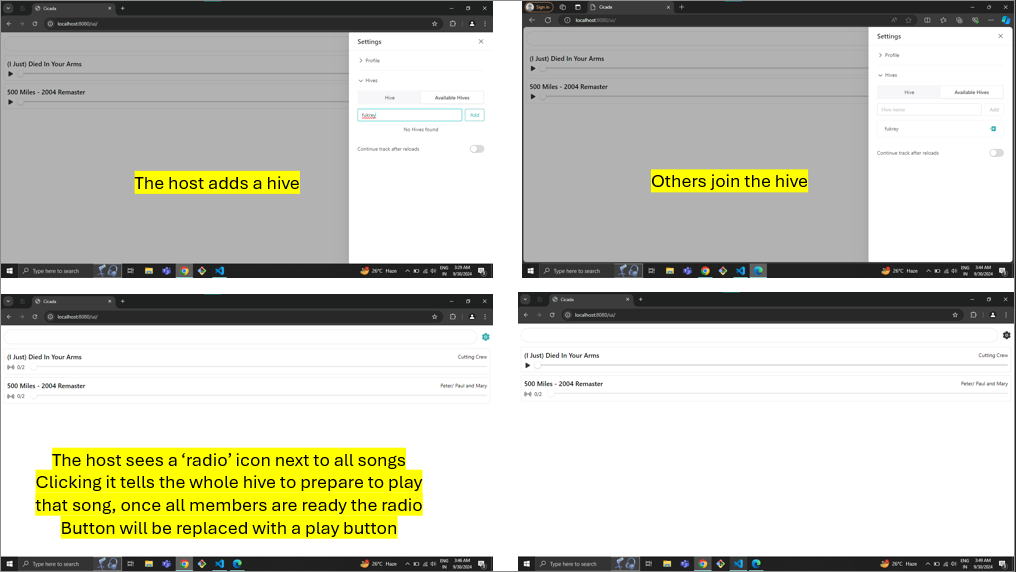 Cicada
localhost:8080/ui/
(I Just) Died In Your Arms
500 Miles - 2004 Remaster
Settings
Profile
Hives
Hive
Available Hives
fukrey
Add
No Hives found
Continue track after reloads
The host adds a hive
Type here to search
26°C Haze
ENG
IN
3:29 AM
9/30/2024
Sign in
Cicada
localhost:8080/ui/
(I Just) Died In Your Arms
500 Miles - 2004 Remaster
Settings
Profile
Hives
Hive
Available Hives
Hive name
Add
fukrey
Continue track after reloads
Others join the hive
Type here to search
26°C Haze
ENG
IN
3:44 AM
9/30/2024
Cicada
localhost:8080/ui/
(I Just) Died In Your Arms
Cutting Crew
0/2
500 Miles - 2004 Remaster
Peter/ Paul and Mary
0/2
The host sees a ‘radio’ icon next to all songs
Clicking it tells the whole hive to prepare to play
that song, once all members are ready the radio
Button will be replaced with a play button
Type here to search
26°C Haze
ENG
IN
3:46 AM
9/30/2024
Cicada
localhost:8080/ui/
(I Just) Died In Your Arms
Cutting Crew
500 Miles - 2004 Remaster
Peter/ Paul and Mary
0/2
Type here to search
26°C Haze
ENG
IN
3:49 AM
9/30/2024